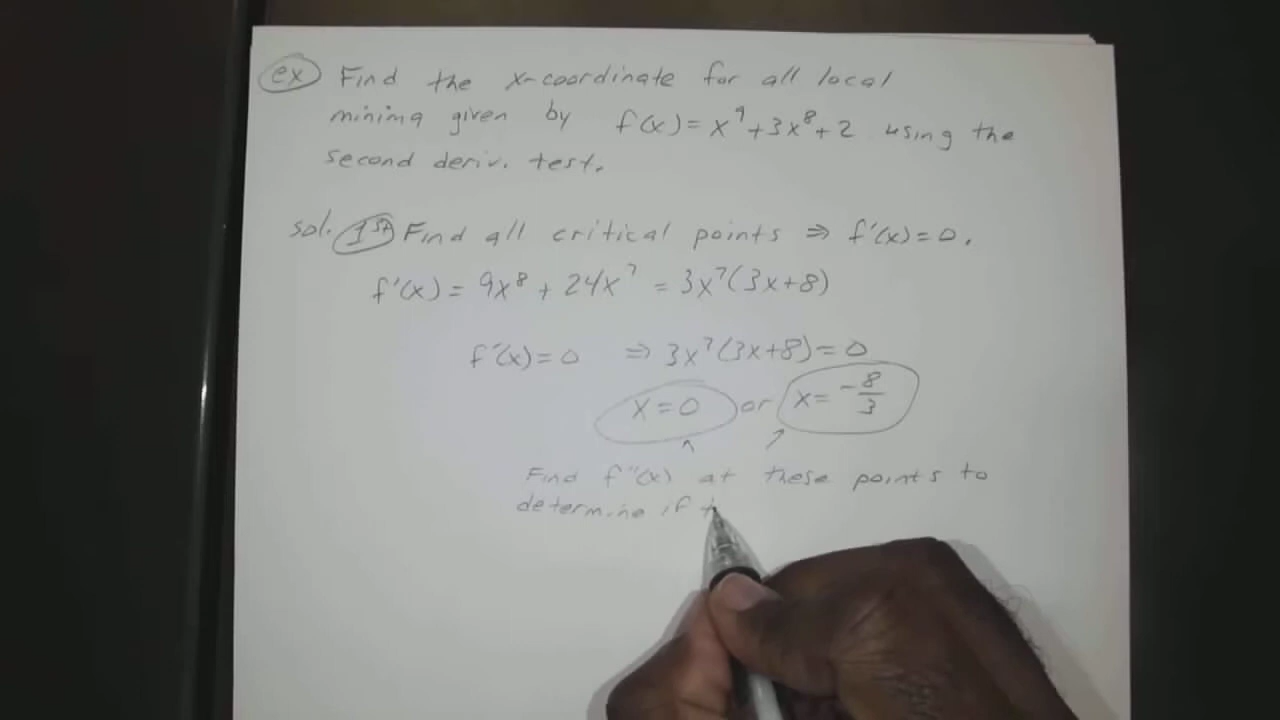 ex Find the x-coordinate for all local
minima given by f(x) = x⁹ + 3x⁸ + 2 using the
second deriv. test.
sol. 1st Find all critical points ⇒ f'(x) = 0.
f'(x) = 9x⁸ + 24x⁷ = 3x⁷(3x+8)
f'(x) = 0 ⇒ 3x⁷(3x+8) = 0
x = 0 or x = -8/3
Find f''(x) at these points to
determine if t